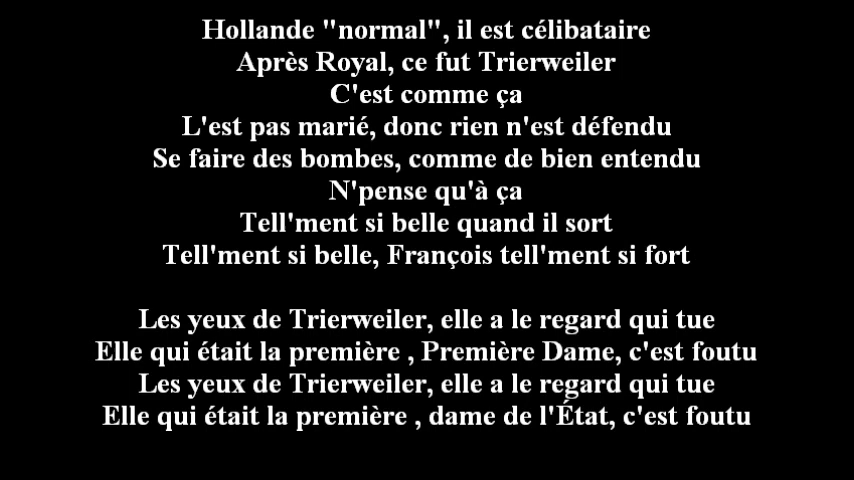 Hollande "normal", il est célibataire
Après Royal, ce fut Trierweiler
C'est comme ça
L'est pas marié, donc rien n'est défendu
Se faire des bombes, comme de bien entendu
N'pense qu'à ça
Tell'ment si belle quand il sort
Tell'ment si belle, François tell'ment si fort
Les yeux de Trierweiler, elle a le regard qui tue
Elle qui était la première , Première Dame, c'est foutu
Les yeux de Trierweiler, elle a le regard qui tue
Elle qui était la première , dame de l'État, c'est foutu